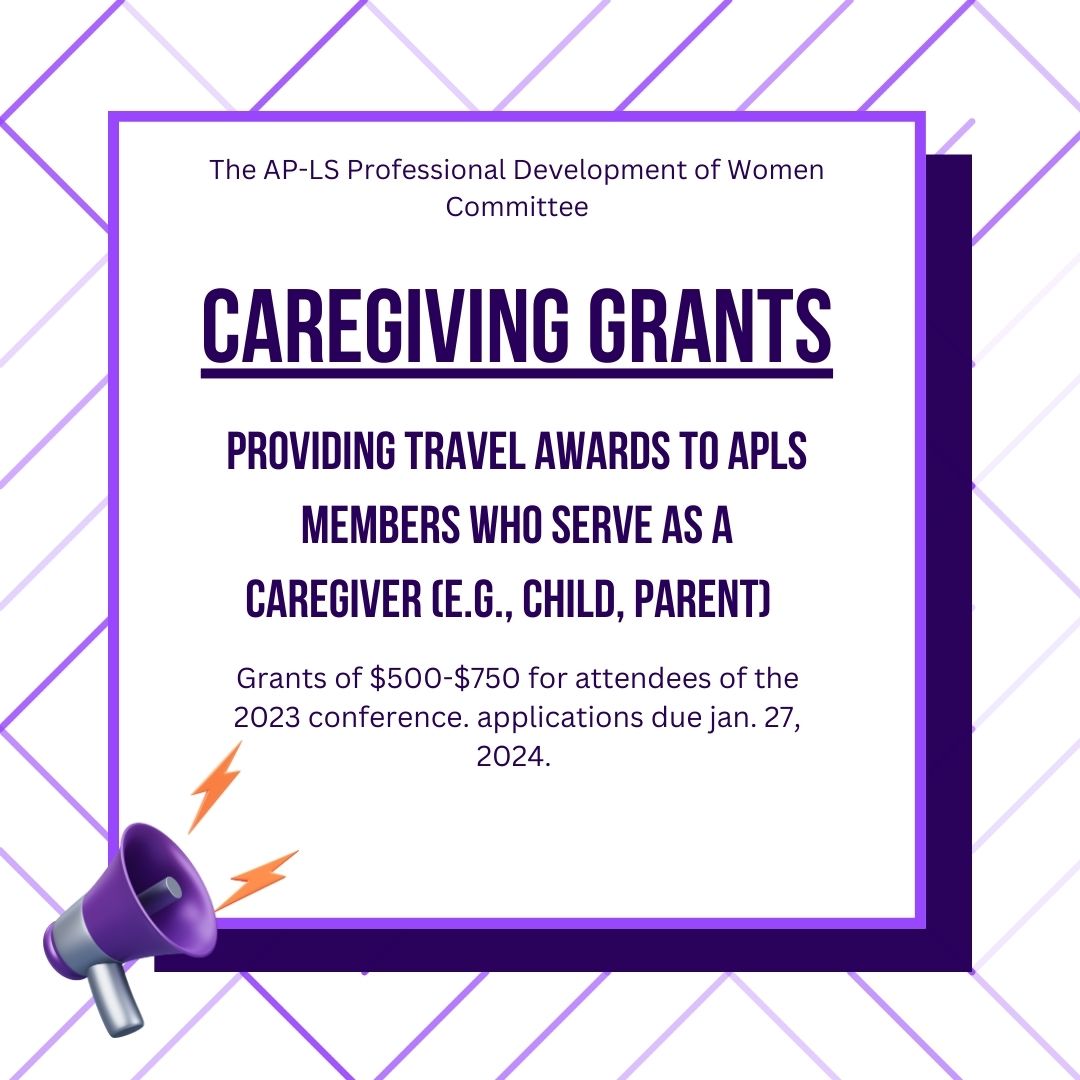 The AP-LS Professional Development of Women
Committee
CAREGIVING GRANTS
PROVIDING TRAVEL AWARDS TO APLS
MEMBERS WHO SERVE AS A
CAREGIVER (E.G., CHILD, PARENT)
Grants of $500-$750 for attendees of the
2023 conference. applications due jan. 27,
2024.